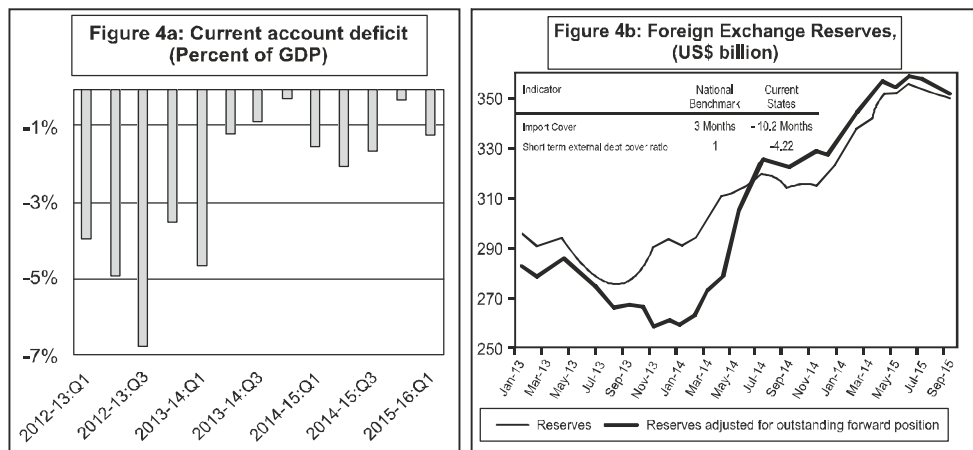 Figure 4a: Current account deficit
(Percent of GDP)
-1%
-3%
-5%
-7%
2012-13:Q1
2012-13:Q3
2013-14:Q1
2013-14:Q3
2014-15:Q1
2014-15:Q3
2015-16:Q1
Figure 4b: Foreign Exchange Reserves,
(US$ billion)
Indicator National Current
Benchmark States
Import Cover 3 Months - 10.2 Months
Short term external dept cover ratio 1 -4.22
350
330
310
290
270
250
Jan-13
Mar-13
May-13
Jul-13
Sep-13
Nov-13
Jan-14
Mar-14
May-14
Jul-14
Sep-14
Nov-14
Jan-14
Mar-14
May-15
Jul-15
Sep-15
Reserves
Reserves adjusted for outstanding forward position